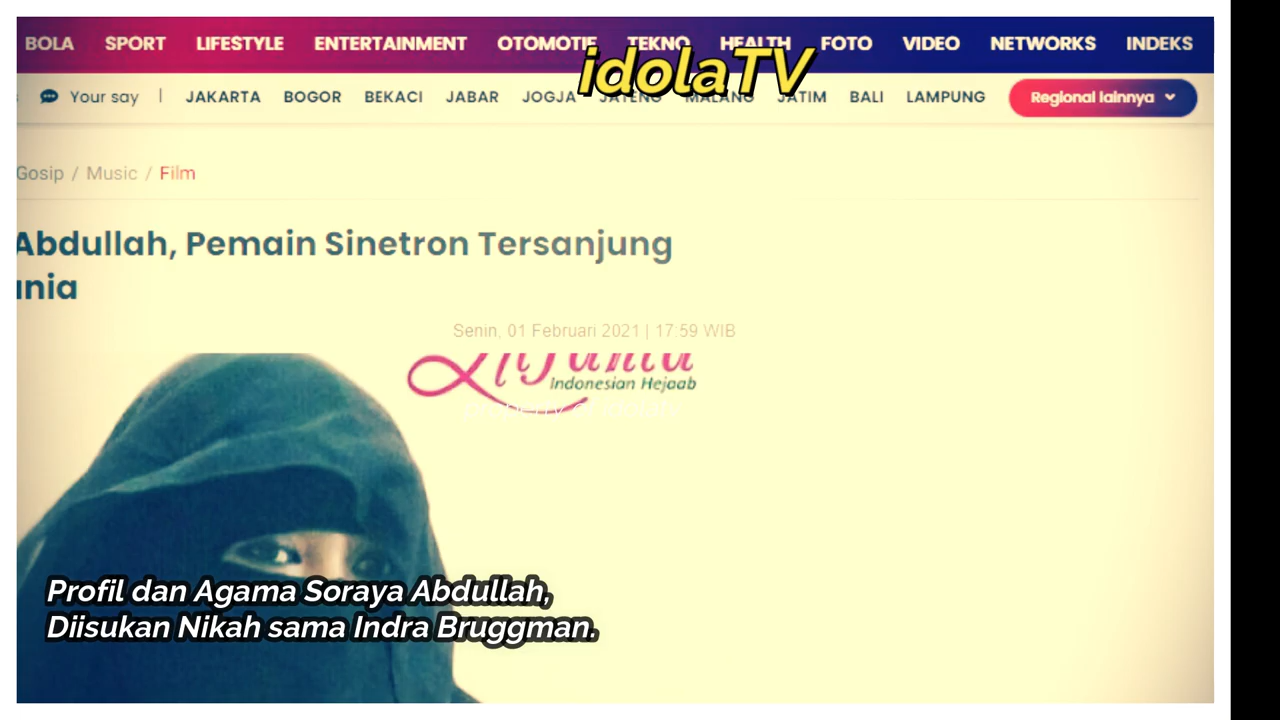 BOLA SPORT LIFESTYLE ENTERTAINMENT OTOMOTIF TEKNO HEALTH FOTO VIDEO NETWORKS INDEKS
idolaTV
Your say | JAKARTA BOGOR BEKACI JABAR JOGJA JATENG MALANG JATIM BALI LAMPUNG Regional lainnya
Gosip / Music / Film
Abdullah, Pemain Sinetron Tersanjung
unia
Senin, 01 Februari 2021 | 17:59 WIB
Indonesian Hejaab
Profil dan Agama Soraya Abdullah,
Diisukan Nikah sama Indra Bruggman.